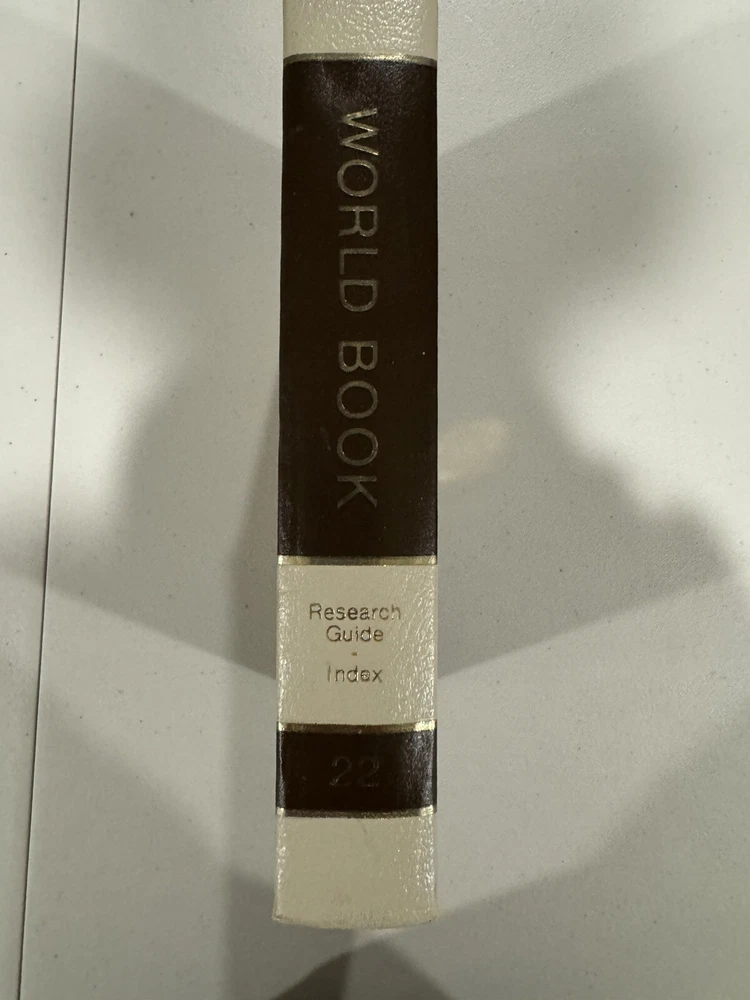 WORLD BOOK
Research
Guide
-
Index
22